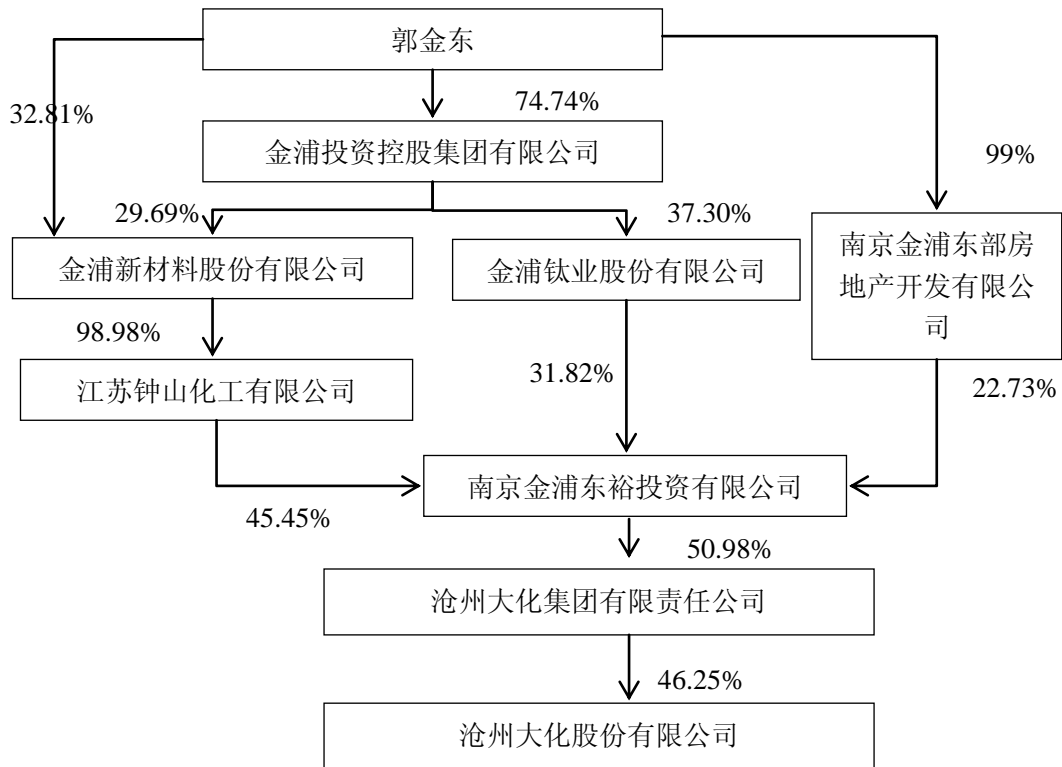 郭金东
32.81%
74.74%
金浦投资控股集团有限公司
99%
29.69%
37.30%
金浦新材料股份有限公司
金浦钛业股份有限公司
南京金浦东部房
地产开发有限公
司
98.98%
31.82%
江苏钟山化工有限公司
22.73%
南京金浦东裕投资有限公司
45.45%
50.98%
沧州大化集团有限责任公司
46.25%
沧州大化股份有限公司